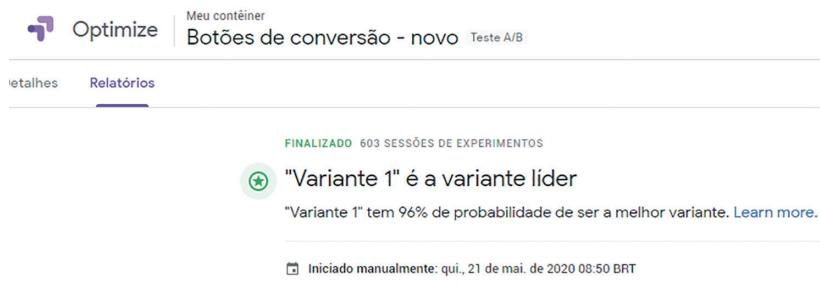 Meu contêiner
Optimize
Botões de conversão - novo Teste A/B
etalhes Relatórios
FINALIZADO 603 SESSÕES DE EXPERIMENTOS
"Variante 1" é a variante líder
"Variante 1" tem 96% de probabilidade de ser a melhor variante. Learn more.
Iniciado manualmente: qui., 21 de mai. de 2020 08:50 BRT